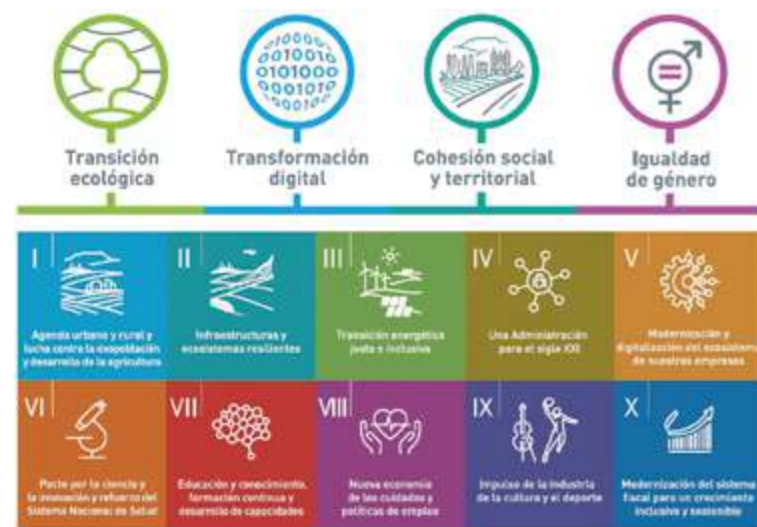 Transición
ecológica
Transformación
digital
Cohesión social
y territorial
Igualdad
de género
I
Agenda urbana y rural y
lucha contra la despoblación
y desarrollo de la agricultura
II
Infraestructuras y
ecosistemas resilientes
III
Transición energética
justa e inclusiva
IV
Una Administración
para el siglo XXI
V
Modernización y
digitalización del ecosistema
de nuestras empresas
VI
Pacto por la ciencia y
la innovación y refuerzo del
Sistema Nacional de Salud
VII
Educación y conocimiento,
formación continua y
desarrollo de capacidades
VIII
Nueva economía
de los cuidados y
políticas de empleo
IX
Impulso de la industria
de la cultura y el deporte
X
Modernización del sistema
fiscal para un crecimiento
inclusivo y sostenible